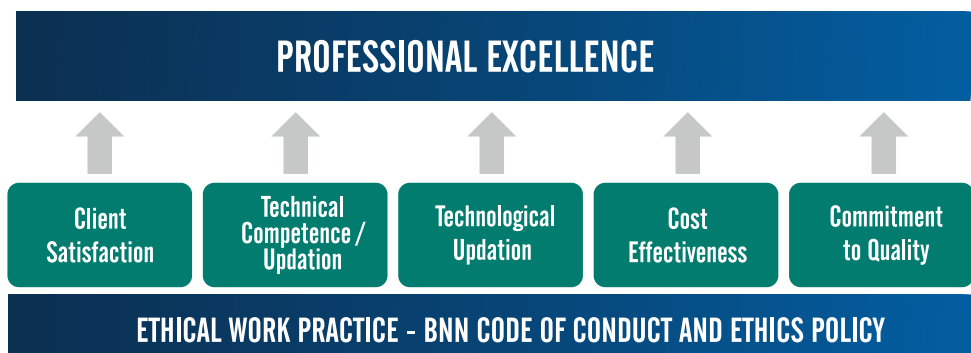 PROFESSIONAL EXCELLENCE
Client
Satisfaction
Technical
Competence /
Updation
Technological
Updation
Cost
Effectiveness
Commitment
to Quality
ETHICAL WORK PRACTICE - BNN CODE OF CONDUCT AND ETHICS POLICY